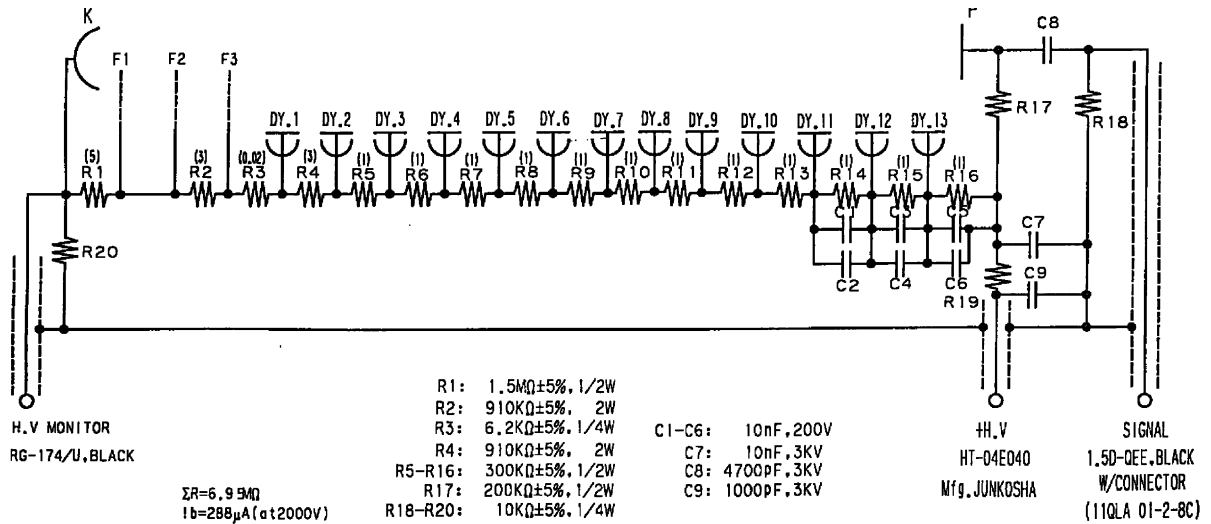 K
P
C8
F1
F2
F3
R17
R18
DY.1 DY.2 DY.3 DY.4 DY.5 DY.6 DY.7 DY.8 DY.9 DY.10 DY.11 DY.12 DY.13
(5) (3) (0.02) (3) (1) (1) (1) (1) (1) (1) (1) (1) (1) (1) (1)
R1 R2 R3 R4 R5 R6 R7 R8 R9 R10 R11 R12 R13 R14 R15 R16
C1 C3 C5
C7
R20
C2 C4 C6
C9
R19
H.V MONITOR
RG-174/U,BLACK
ΣR=6.95MΩ
Ib=288μA(at2000V)
R1: 1.5MΩ±5%, 1/2W
R2: 910KΩ±5%, 2W
R3: 6.2KΩ±5%, 1/4W
R4: 910KΩ±5%, 2W
R5-R16: 300KΩ±5%, 1/2W
R17: 200KΩ±5%, 1/2W
R18-R20: 10KΩ±5%, 1/4W
C1-C6: 10nF,200V
C7: 10nF,3KV
C8: 4700pF,3KV
C9: 1000pF,3KV
+H.V
HT-04E040
Mfg.JUNKOSHA
SIGNAL
1.5D-QEE,BLACK
W/CONNECTOR
(11QLA 01-2-8C)